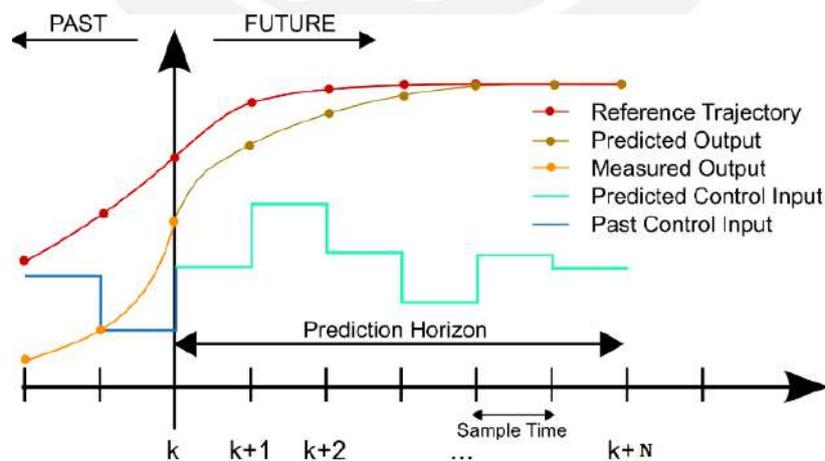 PAST
FUTURE
Reference Trajectory
Predicted Output
Measured Output
Predicted Control Input
Past Control Input
Prediction Horizon
Sample Time
k
k+1
k+2
...
k+N